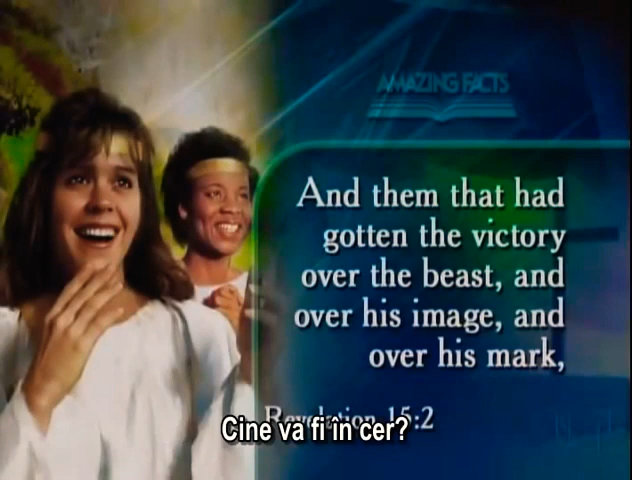 AMAZING FACTS
And them that had
gotten the victory
over the beast, and
over his image, and
over his mark,
Revelation 15:2
Cine va fi în cer?